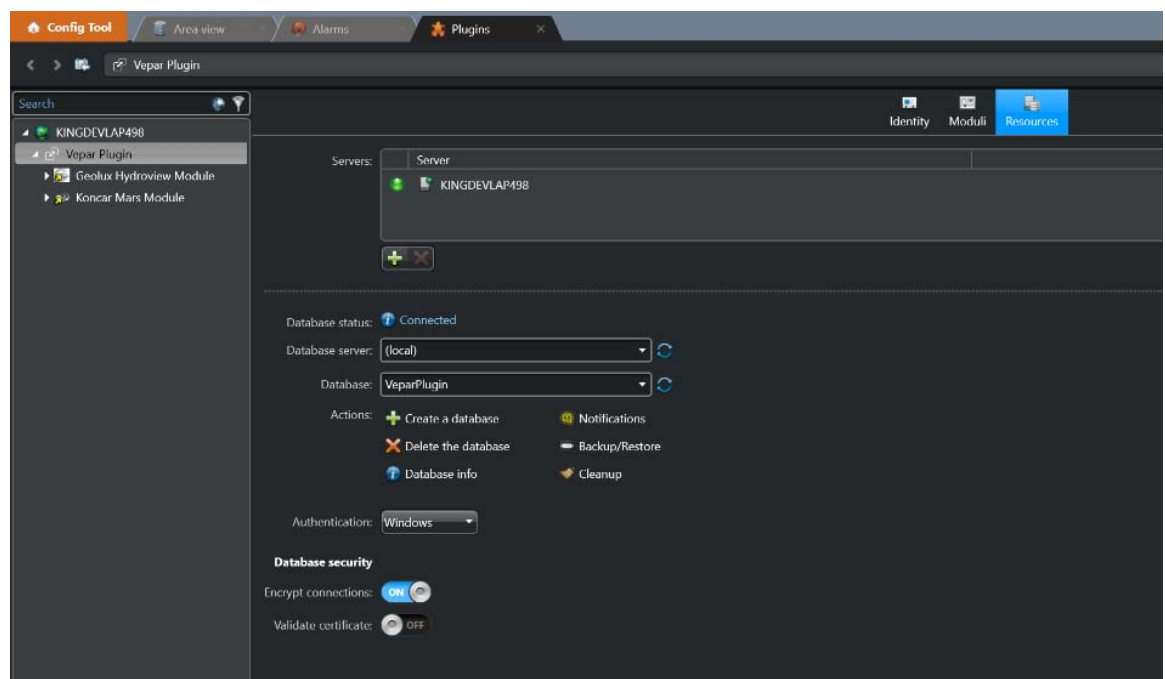 Config Tool
Area view
Alarms
Plugins
Vepar Plugin
Search
Identity
Moduli
Resources
KINGDEVLAP498
Vepar Plugin
Geolux Hydroview Module
Koncar Mars Module
Servers:
Server
KINGDEVLAP498
Database status: Connected
Database server: (local)
Database: VeparPlugin
Actions: Create a database Notifications
Delete the database Backup/Restore
Database info Cleanup
Authentication: Windows
Database security
Encrypt connections: ON
Validate certificate: OFF